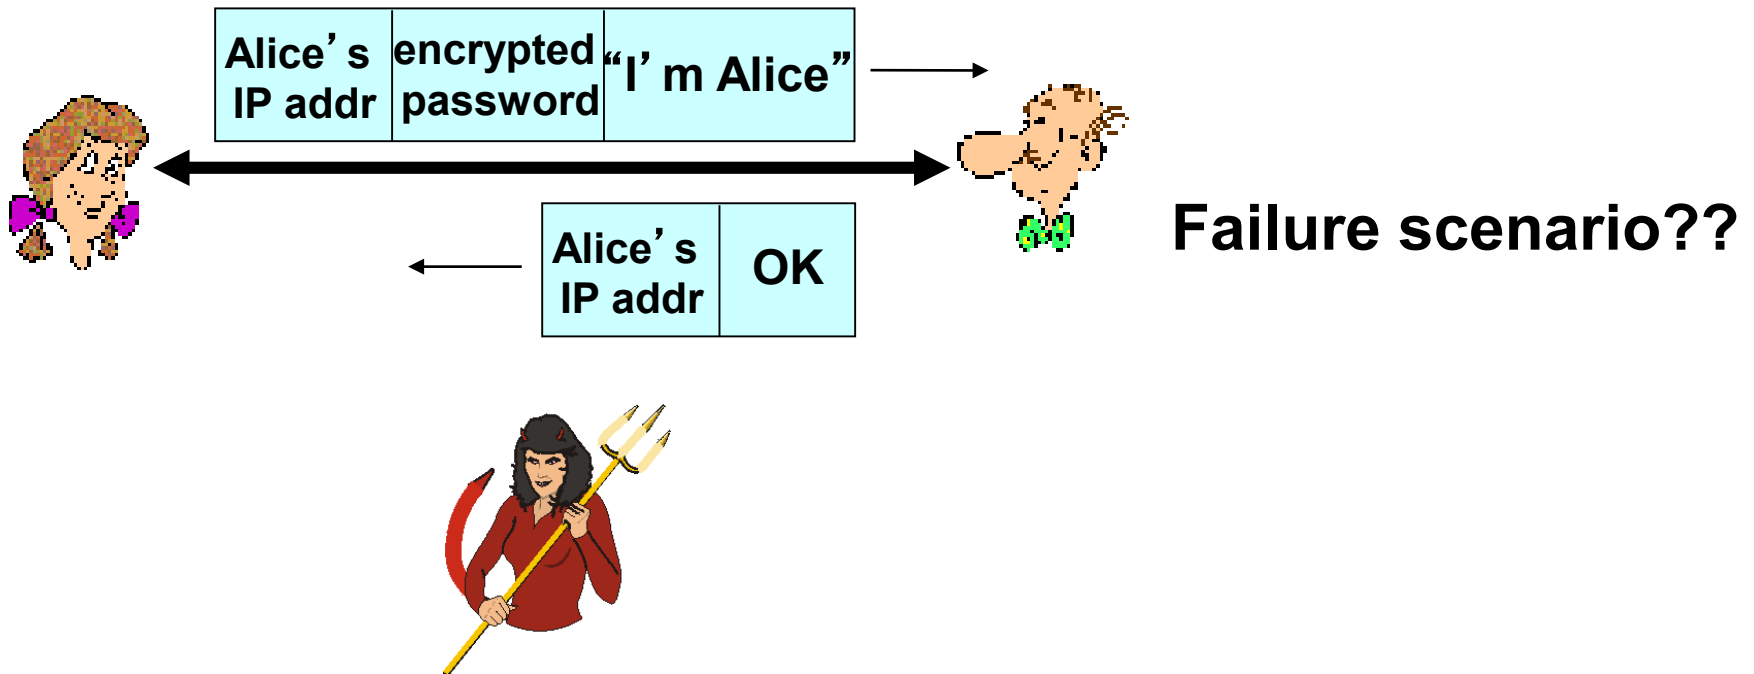 Alice’s
IP addr
encrypted
password
“I’m Alice”
Failure scenario??
Alice’s
IP addr
OK